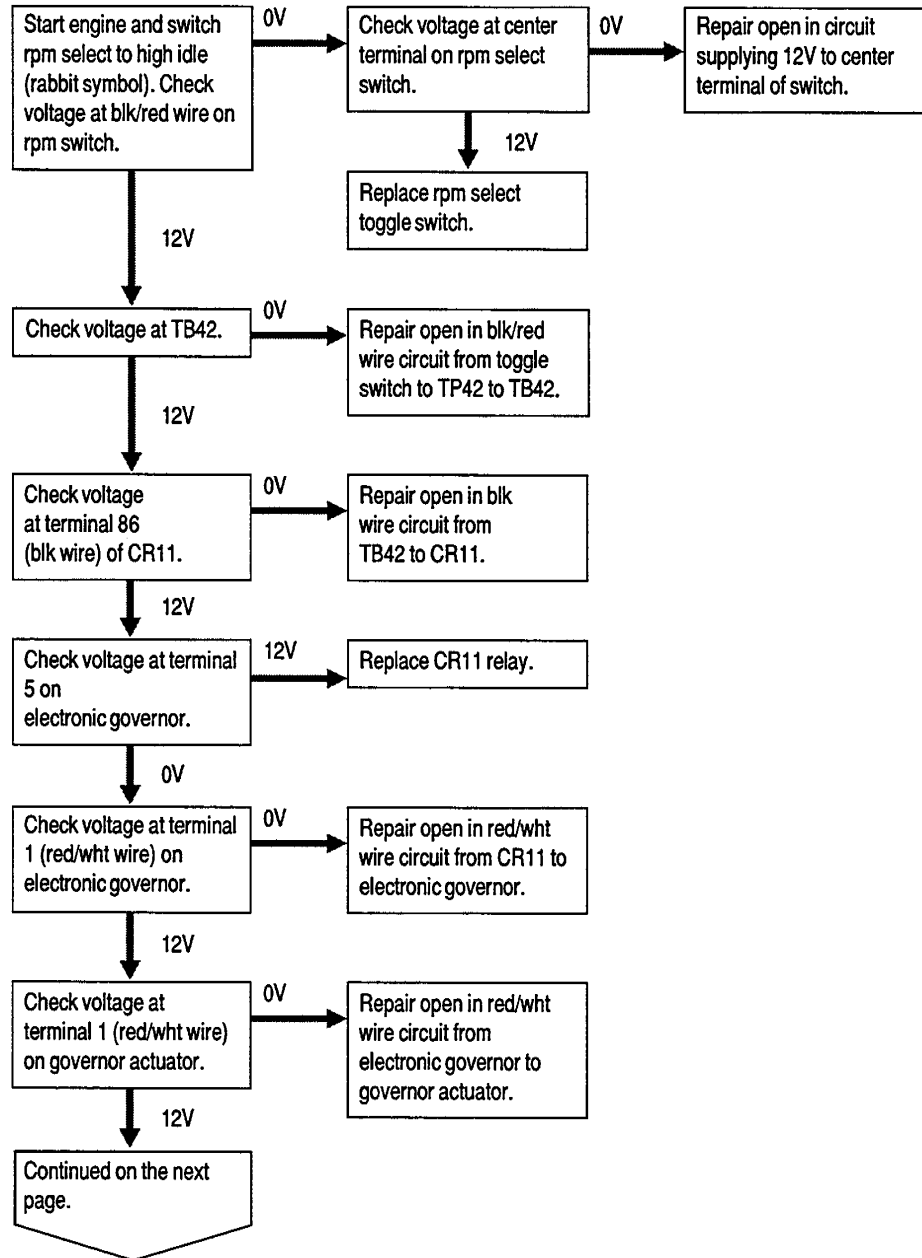 Start engine and switch
rpm select to high idle
(rabbit symbol). Check
voltage at blk/red wire on
rpm switch.
0V
Check voltage at center
terminal on rpm select
switch.
0V
Repair open in circuit
supplying 12V to center
terminal of switch.
12V
Replace rpm select
toggle switch.
12V
Check voltage at TB42.
0V
Repair open in blk/red
wire circuit from toggle
switch to TP42 to TB42.
12V
Check voltage
at terminal 86
(blk wire) of CR11.
0V
Repair open in blk
wire circuit from
TB42 to CR11.
12V
Check voltage at terminal
5 on
electronic governor.
12V
Replace CR11 relay.
0V
Check voltage at terminal
1 (red/wht wire) on
electronic governor.
0V
Repair open in red/wht
wire circuit from CR11 to
electronic governor.
12V
Check voltage at
terminal 1 (red/wht wire)
on governor actuator.
0V
Repair open in red/wht
wire circuit from
electronic governor to
governor actuator.
12V
Continued on the next
page.